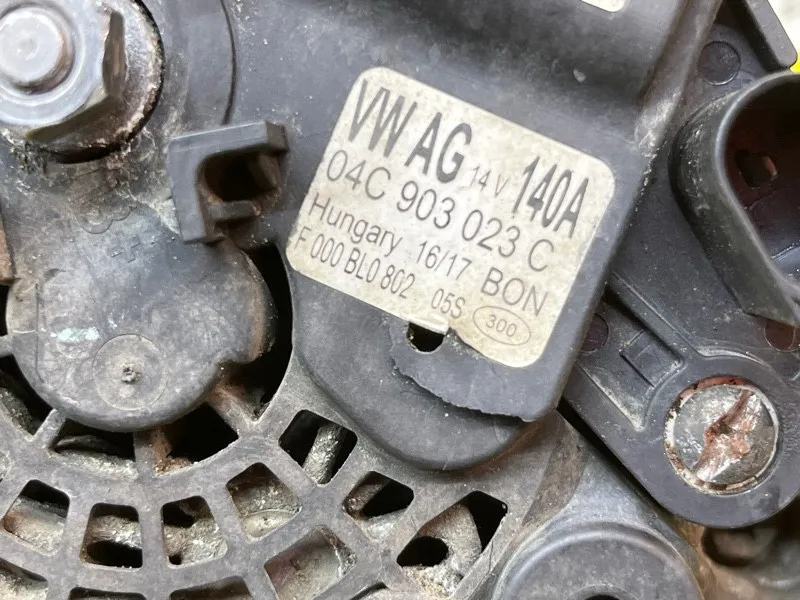 VW AG 14V 140A
04C 903 023 C
Hungary 16/17 BON
F 000 BL0 802 05S 300